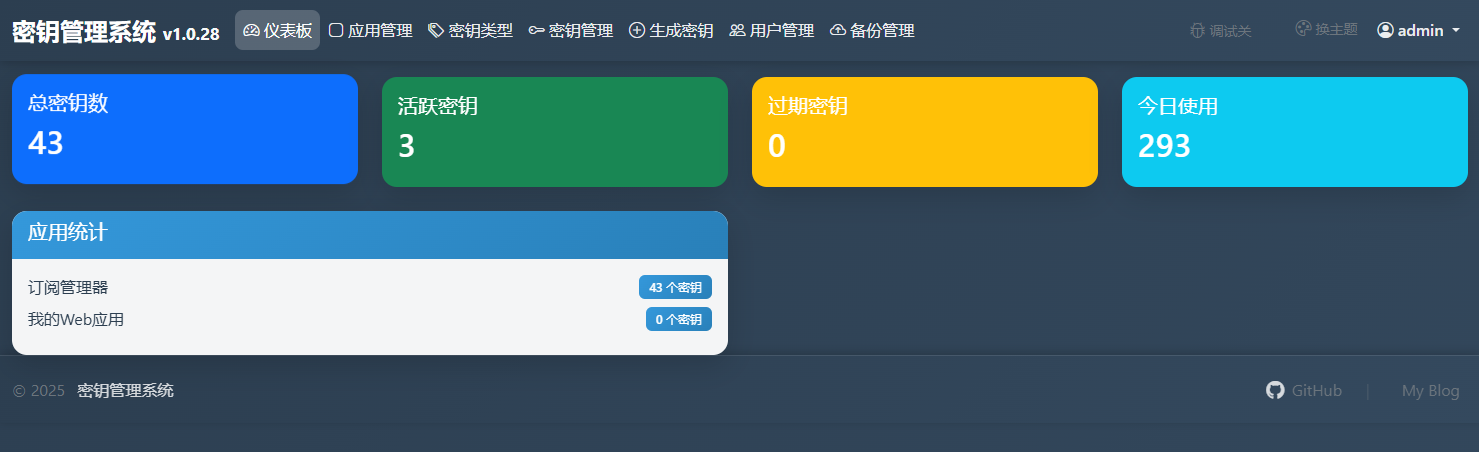 密钥管理系统 v1.0.28 仪表板 应用管理 密钥类型 密钥管理 生成密钥 用户管理 备份管理 调试关 换主题 admin
总密钥数 活跃密钥 过期密钥 今日使用
43 3 0 293
应用统计
订阅管理器 43 个密钥
我的Web应用 0 个密钥
© 2025 密钥管理系统 GitHub | My Blog